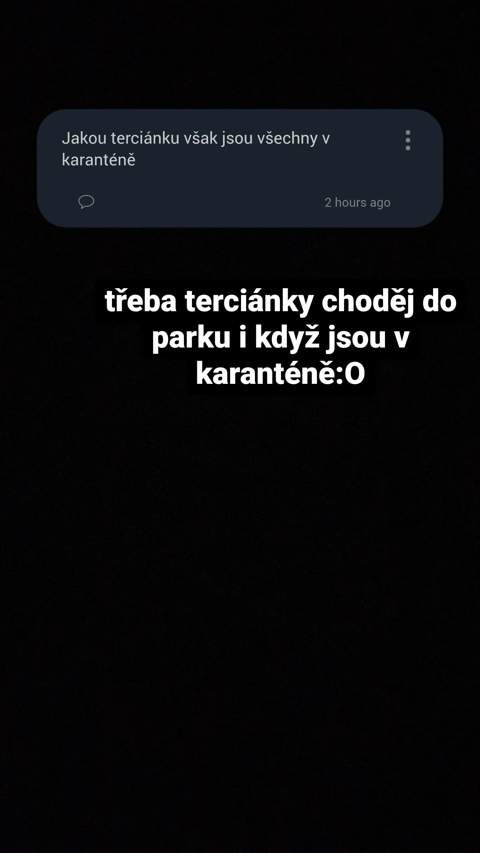 Jakou terciánku však jsou všechny v
karanténě
2 hours ago
třeba terciánky choděj do
parku i když jsou v
karanténě:O